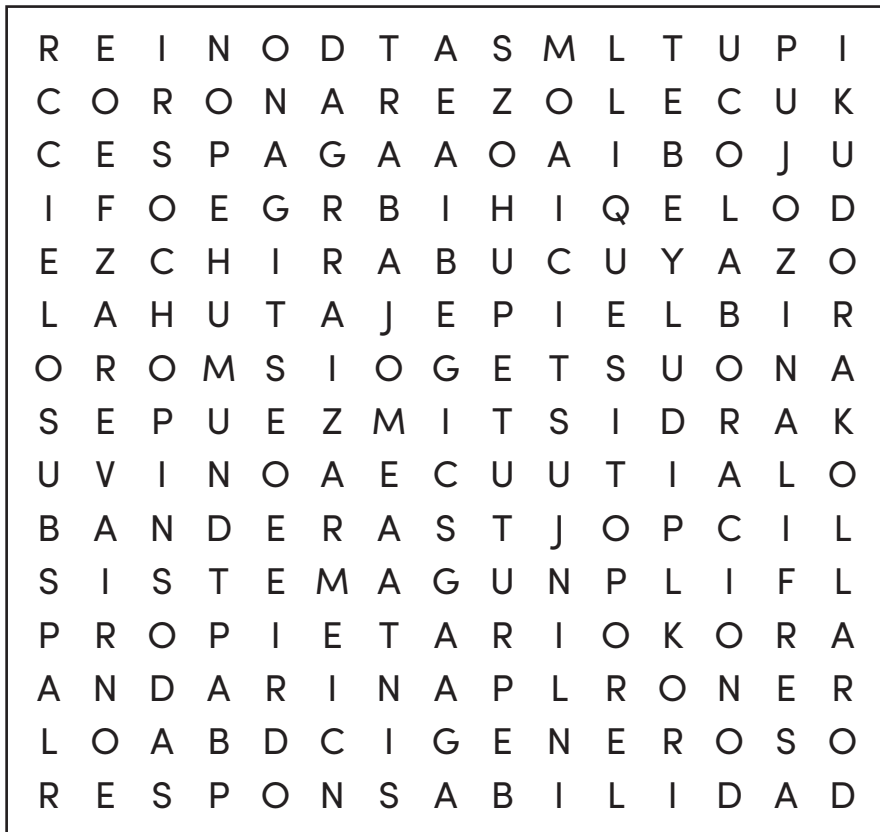 R E I N O D T A S M L T U P I
C O R O N A R E Z O L E C U K
C E S P A G A A O A I B O J U
I F O E G R B I H I Q E L O D
E Z C H I R A B U C U Y A Z O
L A H U T A J E P I E L B I R
O R O M S I O G E T S U O N A
S E P U E Z M I T S I D R A K
U V I N O A E C U U T I A L O
B A N D E R A S T J O P C I L
S I S T E M A G U N P L I F L
P R O P I E T A R I O K O R A
A N D A R I N A P L R O N E R
L O A B D C I G E N E R O S O
R E S P O N S A B I L I D A D